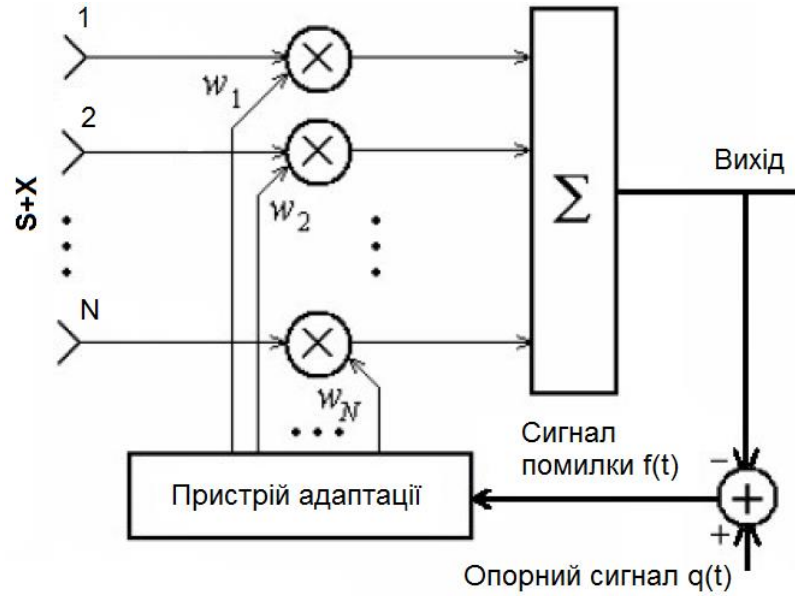 1
w1
2
Вихід
S+X
w2
Σ
N
wN
Сигнал
помилки f(t)
−
Пристрій адаптації
+
+
Опорний сигнал q(t)